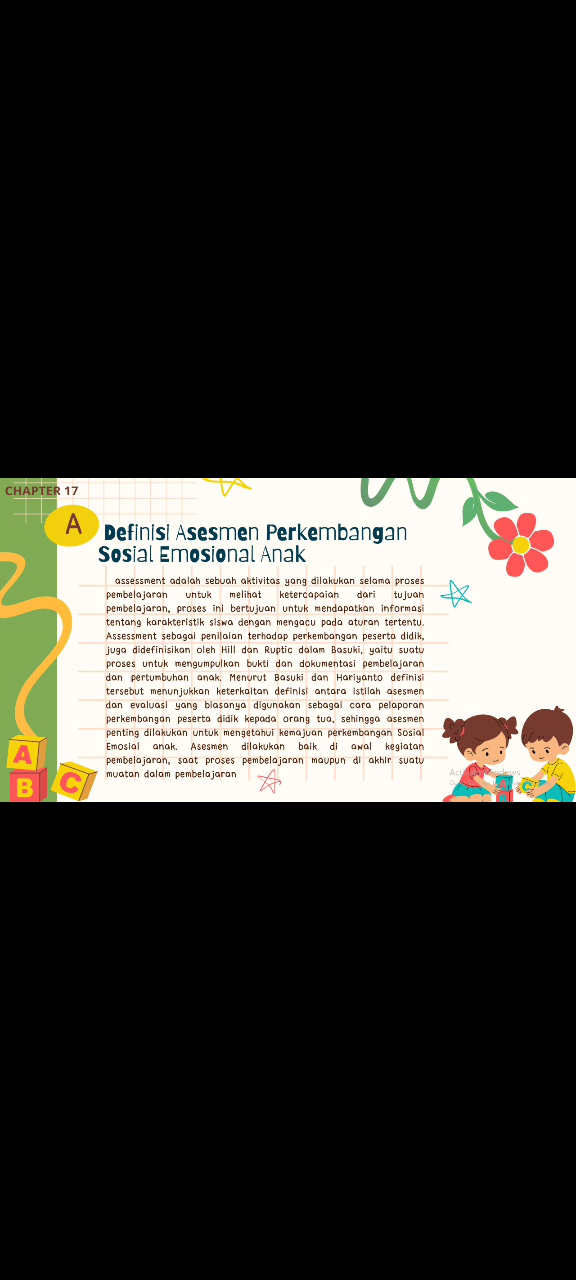 CHAPTER 17
A
Definisi Asesmen Perkembangan
Sosial Emosional Anak
assessment adalah sebuah aktivitas yang dilakukan selama proses
pembelajaran untuk melihat ketercapaian dari tujuan
pembelajaran, proses ini bertujuan untuk mendapatkan informasi
tentang karakteristik siswa dengan mengacu pada aturan tertentu.
Assessment sebagai penilaian terhadap perkembangan peserta didik,
juga didefinisikan oleh Hill dan Ruptic dalam Basuki, yaitu suatu
proses untuk mengumpulkan bukti dan dokumentasi pembelajaran
dan pertumbuhan anak. Menurut Basuki dan Hariyanto definisi
tersebut menunjukkan keterkaitan definisi antara istilah asesmen
dan evaluasi yang biasanya digunakan sebagai cara pelaporan
perkembangan peserta didik kepada orang tua, sehingga asesmen
penting dilakukan untuk mengetahui kemajuan perkembangan Sosial
Emosial anak. Asesmen dilakukan baik di awal kegiatan
pembelajaran, saat proses pembelajaran maupun di akhir suatu
muatan dalam pembelajaran
A
B
C
A
C